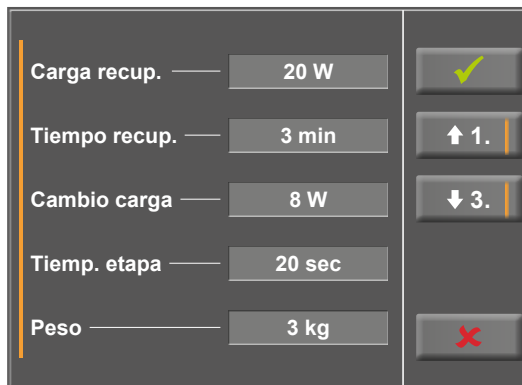 Carga recup. 20 W
Tiempo recup. 3 min
1.
Cambio carga 8 W
3.
Tiemp. etapa 20 sec
Peso 3 kg